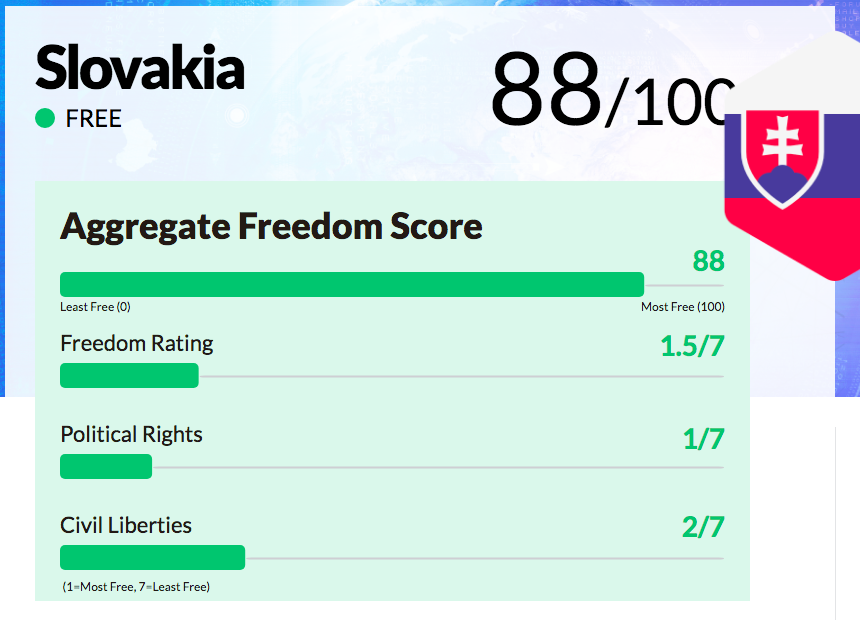 Slovakia
88/100
FREE
Aggregate Freedom Score
88
Least Free (0)
Most Free (100)
Freedom Rating
1.5/7
Political Rights
1/7
Civil Liberties
2/7
(1=Most Free, 7=Least Free)